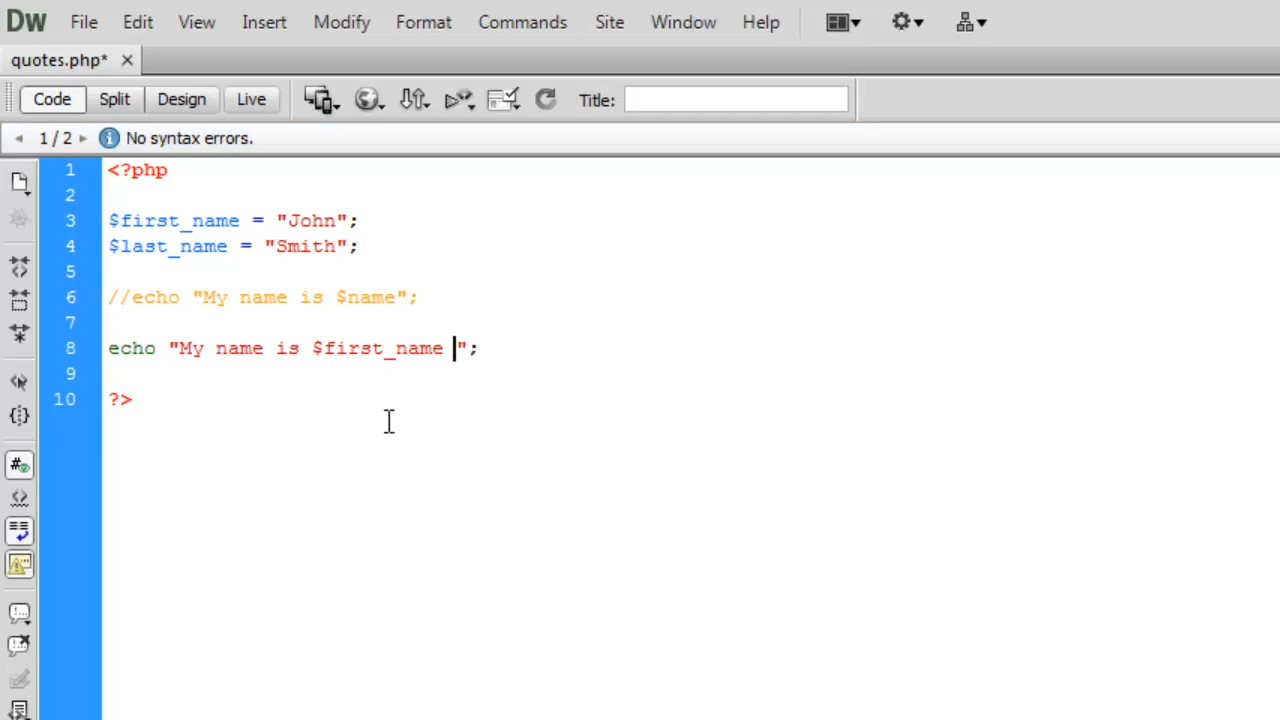 Dw File Edit View Insert Modify Format Commands Site Window Help
quotes.php*
Code Split Design Live Title:
1 / 2 No syntax errors.
1 <?php
2
3 $first_name = "John";
4 $last_name = "Smith";
5
6 //echo "My name is $name";
7
8 echo "My name is $first_name ";
9
10 ?>